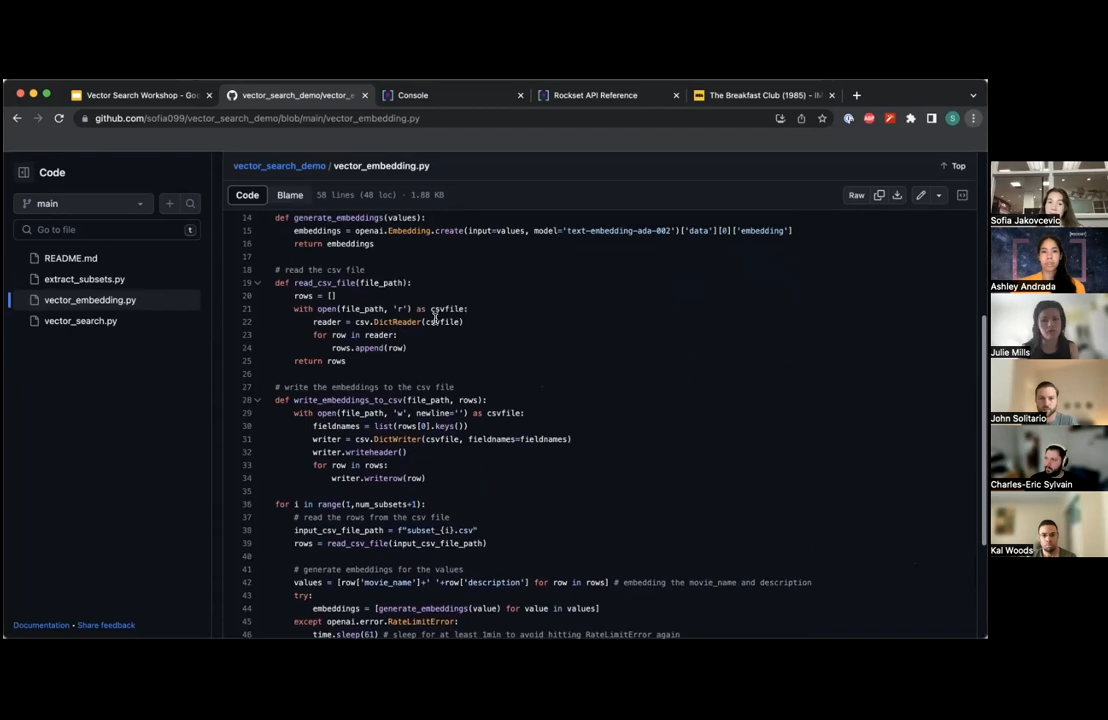 Vector Search Workshop - Goo
vector_search_demo/vector_e
Console
Rockset API Reference
The Breakfast Club (1985) - IM
github.com/sofia099/vector_search_demo/blob/main/vector_embedding.py
S
Code
main
Go to file
t
README.md
extract_subsets.py
vector_embedding.py
vector_search.py
Documentation • Share feedback
vector_search_demo / vector_embedding.py
Top
Code
Blame
58 lines (48 loc) · 1.88 KB
Raw
14 def generate_embeddings(values):
15 embeddings = openai.Embedding.create(input=values, model='text-embedding-ada-002')['data'][0]['embedding']
16 return embeddings
17
18 # read the csv file
19 def read_csv_file(file_path):
20 rows = []
21 with open(file_path, 'r') as csvfile:
22 reader = csv.DictReader(csvfile)
23 for row in reader:
24 rows.append(row)
25 return rows
26
27 # write the embeddings to the csv file
28 def write_embeddings_to_csv(file_path, rows):
29 with open(file_path, 'w', newline='') as csvfile:
30 fieldnames = list(rows[0].keys())
31 writer = csv.DictWriter(csvfile, fieldnames=fieldnames)
32 writer.writeheader()
33 for row in rows:
34 writer.writerow(row)
35
36 for i in range(1,num_subsets+1):
37 # read the rows from the csv file
38 input_csv_file_path = f"subset_{i}.csv"
39 rows = read_csv_file(input_csv_file_path)
40
41 # generate embeddings for the values
42 values = [row['movie_name']+' '+row['description'] for row in rows] # embedding the movie_name and description
43 try:
44 embeddings = [generate_embeddings(value) for value in values]
45 except openai.error.RateLimitError:
46 time.sleep(61) # sleep for at least 1min to avoid hitting RateLimitError again
Sofia Jakovcevic
Ashley Andrada
Julie Mills
John Solitario
Charles-Eric Sylvain
Kal Woods